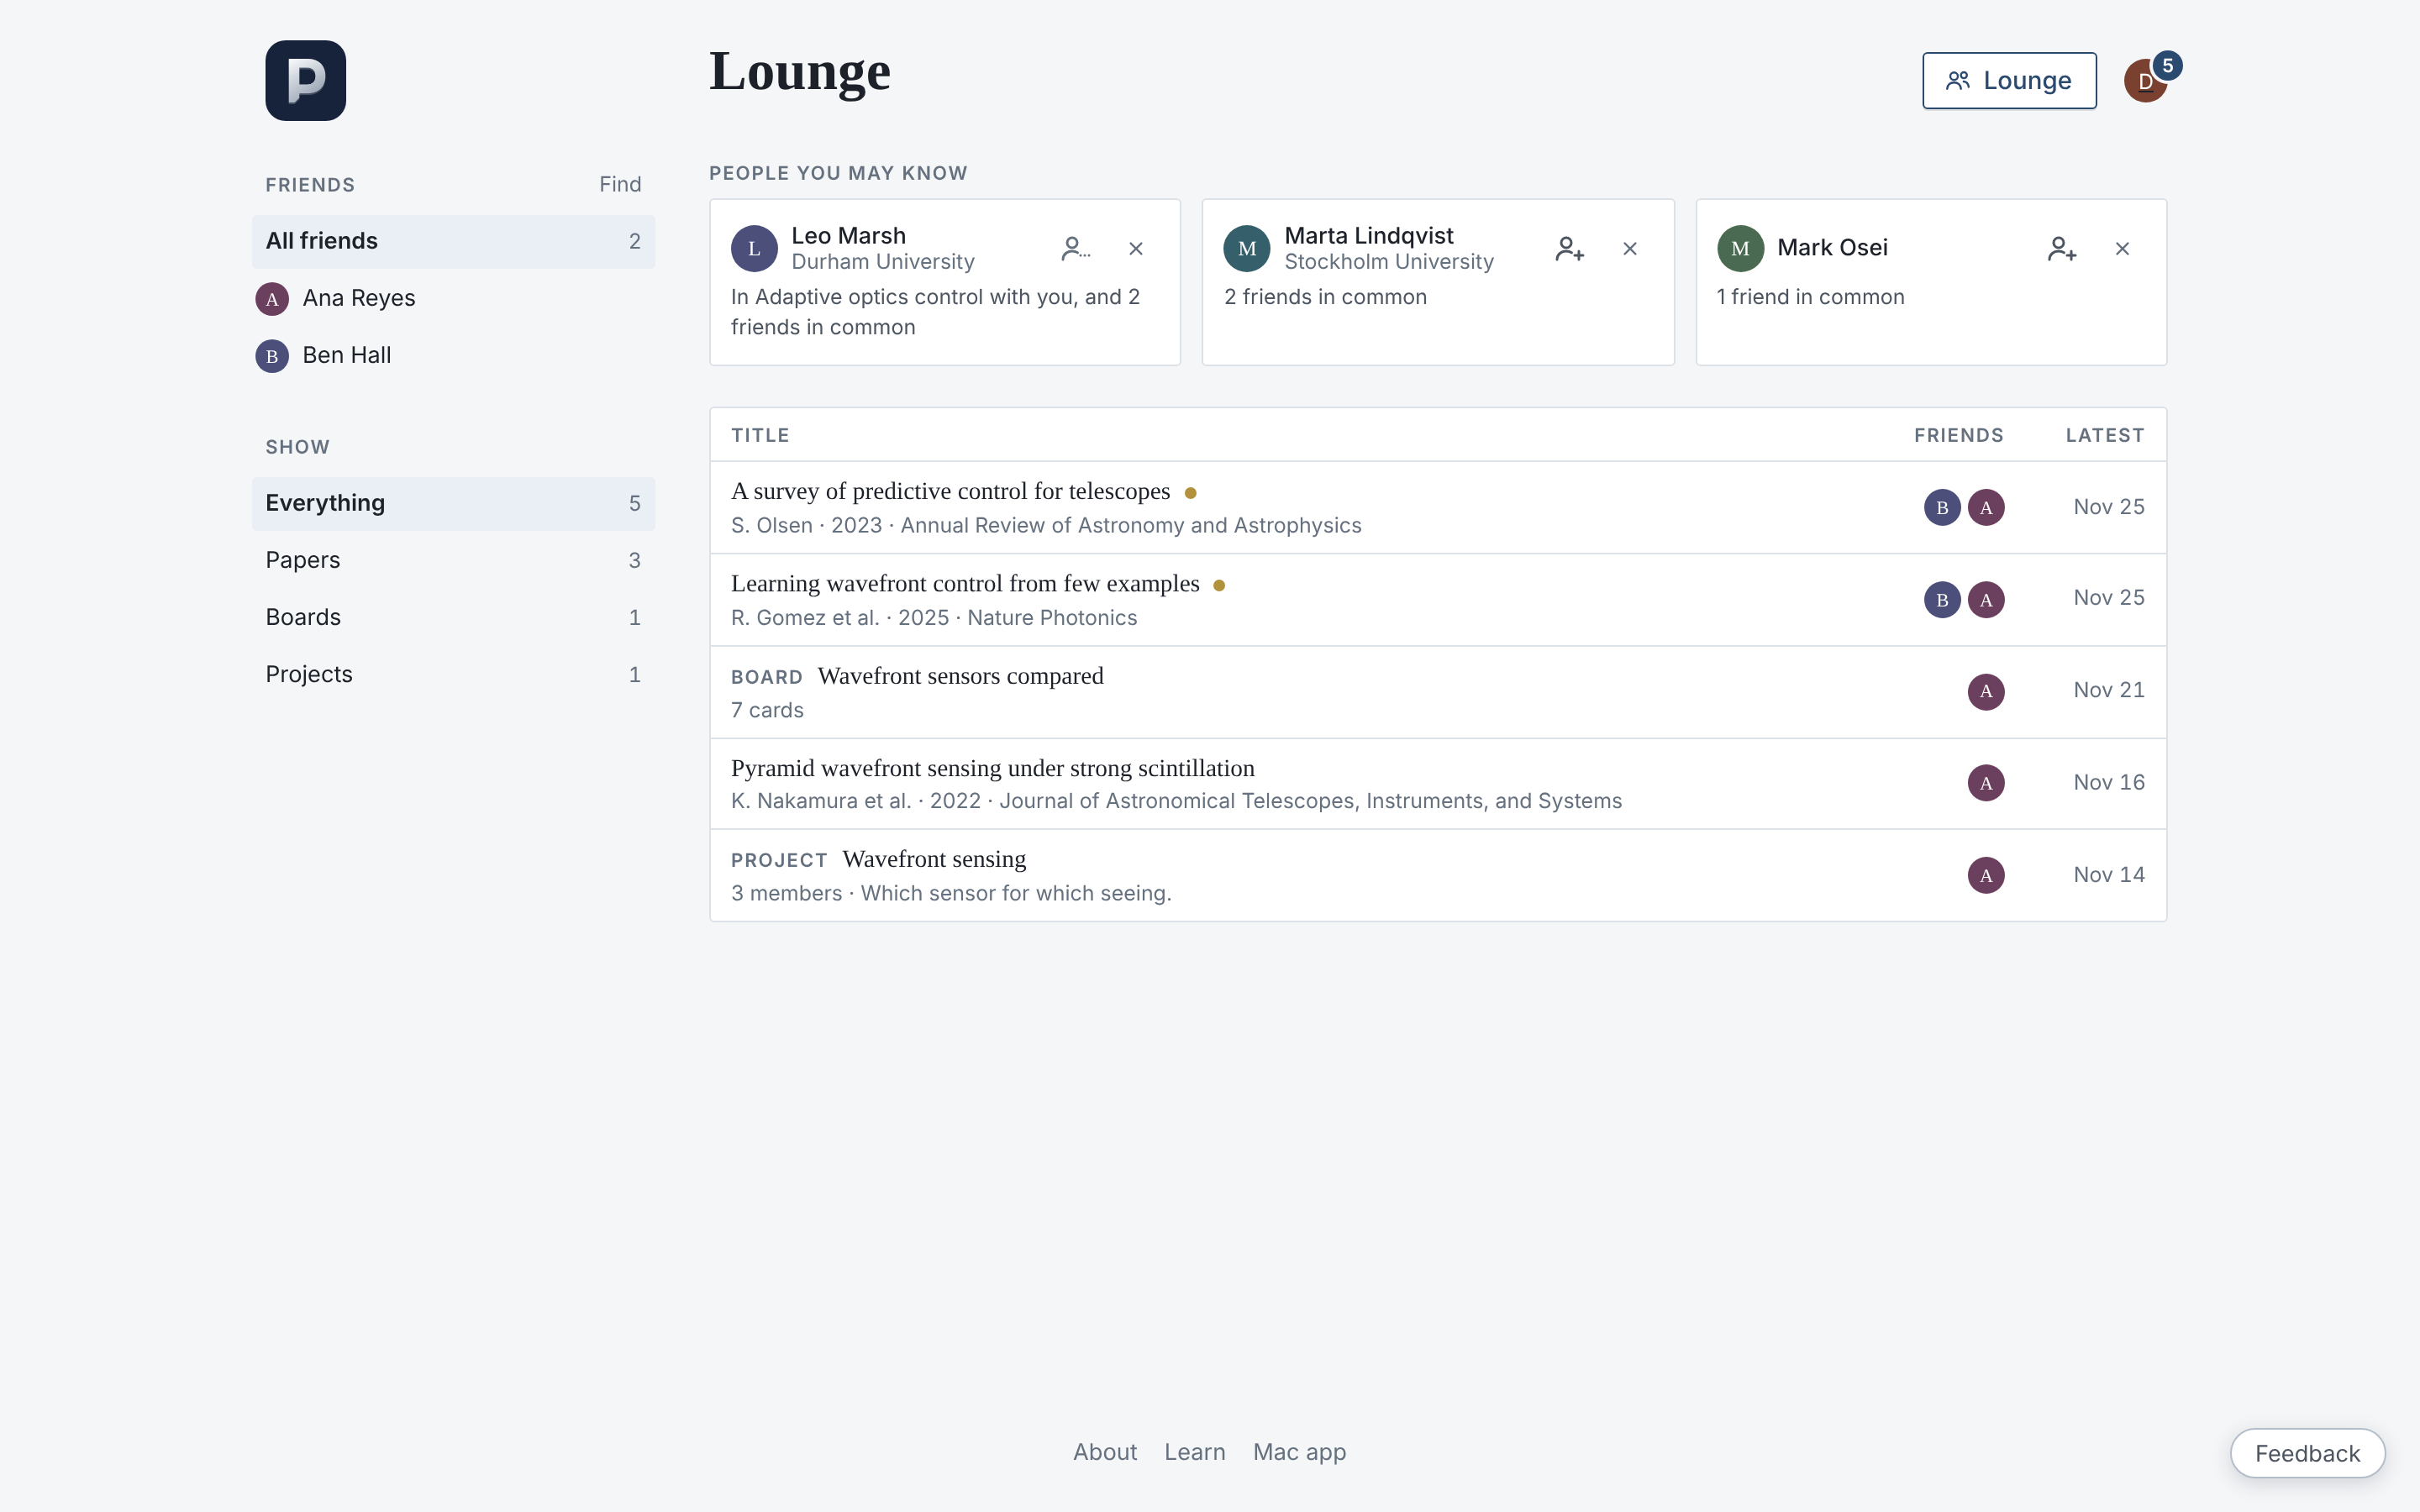 P
Lounge
Lounge
D
5
FRIENDS
Find
All friends
2
A
Ana Reyes
B
Ben Hall
SHOW
Everything
5
Papers
3
Boards
1
Projects
1
PEOPLE YOU MAY KNOW
L
Leo Marsh
Durham University
In Adaptive optics control with you, and 2
friends in common
M
Marta Lindqvist
Stockholm University
2 friends in common
M
Mark Osei
1 friend in common
TITLE
FRIENDS
LATEST
A survey of predictive control for telescopes
S. Olsen · 2023 · Annual Review of Astronomy and Astrophysics
B A
Nov 25
Learning wavefront control from few examples
R. Gomez et al. · 2025 · Nature Photonics
B A
Nov 25
BOARD Wavefront sensors compared
7 cards
A
Nov 21
Pyramid wavefront sensing under strong scintillation
K. Nakamura et al. · 2022 · Journal of Astronomical Telescopes, Instruments, and Systems
A
Nov 16
PROJECT Wavefront sensing
3 members · Which sensor for which seeing.
A
Nov 14
About
Learn
Mac app
Feedback